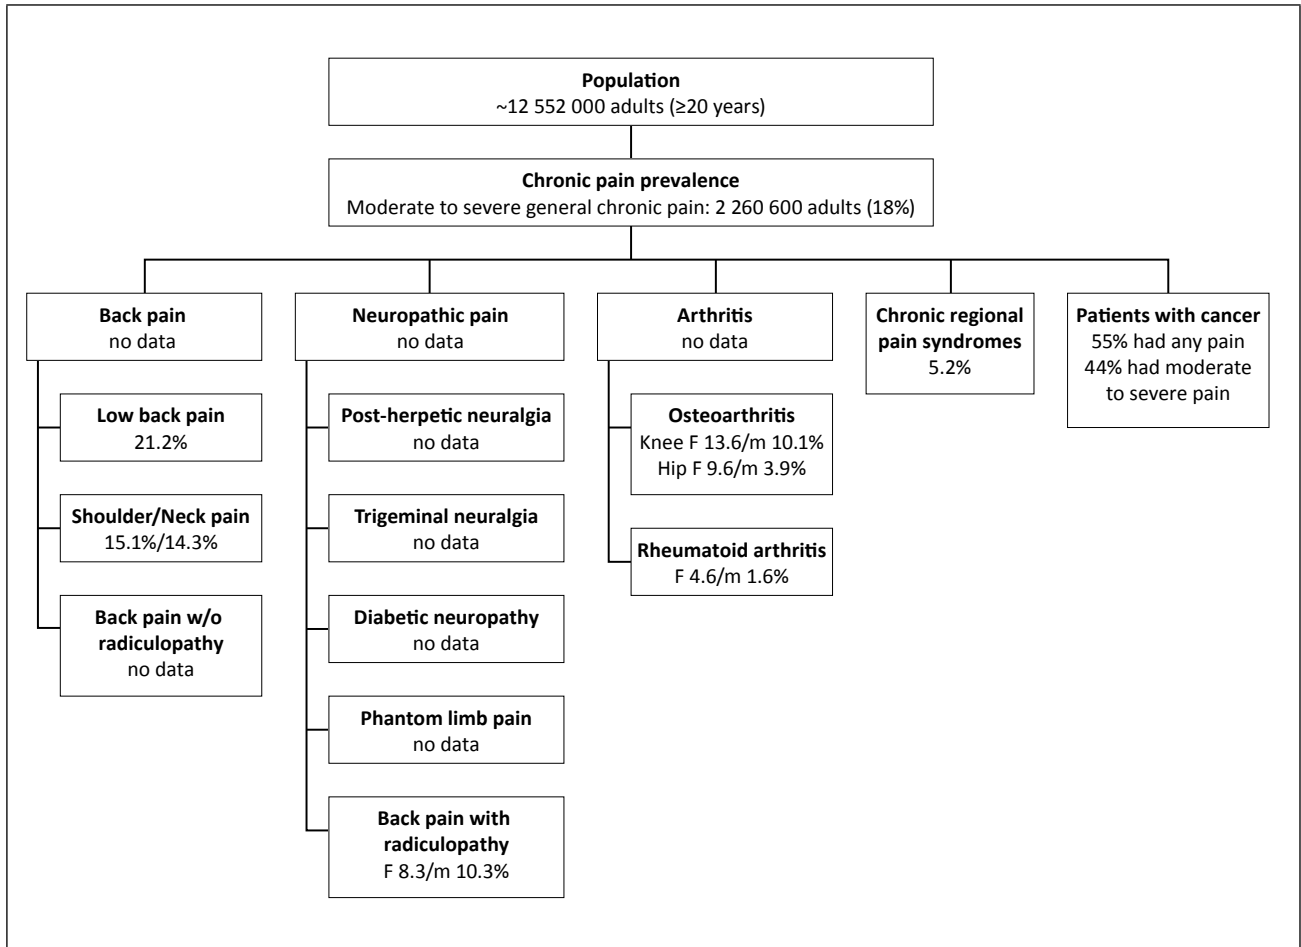 Population
~12 552 000 adults (≥20 years)
Chronic pain prevalence
Moderate to severe general chronic pain: 2 260 600 adults (18%)
Back pain
no data
Low back pain
21.2%
Shoulder/Neck pain
15.1%/14.3%
Back pain w/o
radiculopathy
no data
Neuropathic pain
no data
Post-herpetic neuralgia
no data
Trigeminal neuralgia
no data
Diabetic neuropathy
no data
Phantom limb pain
no data
Back pain with
radiculopathy
F 8.3/m 10.3%
Arthritis
no data
Osteoarthritis
Knee F 13.6/m 10.1%
Hip F 9.6/m 3.9%
Rheumatoid arthritis
F 4.6/m 1.6%
Chronic regional
pain syndromes
5.2%
Patients with cancer
55% had any pain
44% had moderate
to severe pain